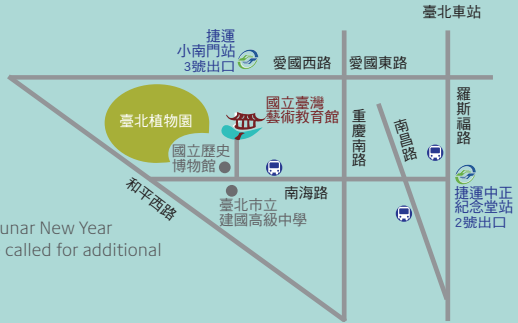 臺北車站
捷運
小南門站
3號出口
愛國西路
愛國東路
國立臺灣
藝術教育館
臺北植物園
重慶南路
南昌路
羅斯福路
國立歷史
博物館
和平西路
南海路
捷運中正
紀念堂站
2號出口
臺北市立
建國高級中學
unar New Year
called for additional